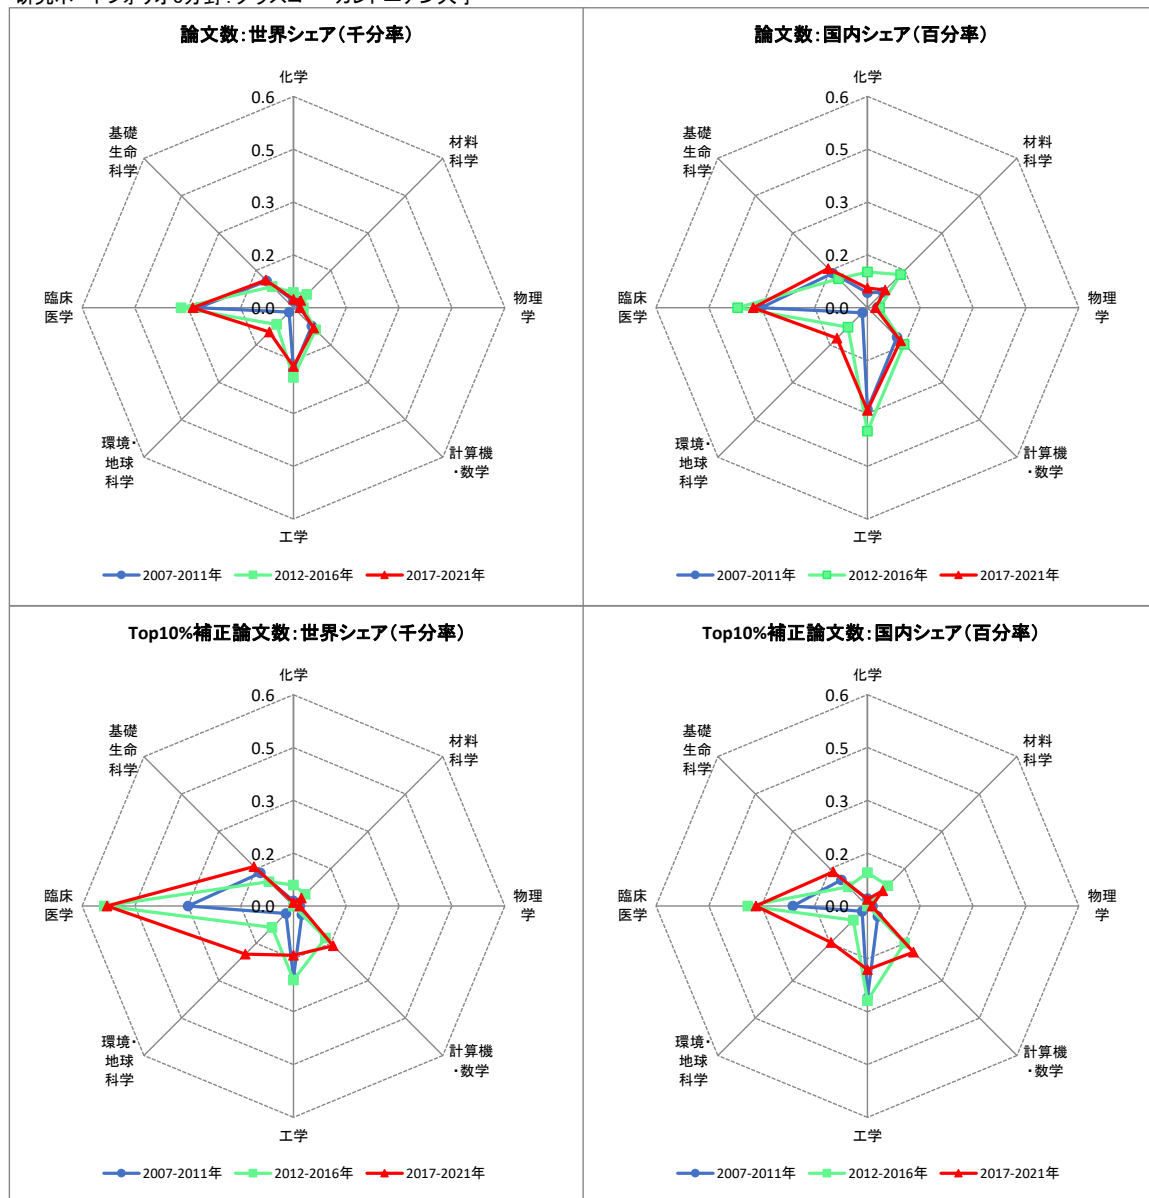 論文数：世界シェア（千分率）
化学
0.6
0.5
0.3
0.2
0.0
材料
科学
物理
学
計算機
・数学
工学
環境・
地球
科学
臨床
医学
基礎
生命
科学
2007-2011年
2012-2016年
2017-2021年
論文数：国内シェア（百分率）
化学
0.6
0.5
0.3
0.2
0.0
材料
科学
物理
学
計算機
・数学
工学
環境・
地球
科学
臨床
医学
基礎
生命
科学
2007-2011年
2012-2016年
2017-2021年
Top10%補正論文数：世界シェア（千分率）
化学
0.6
0.5
0.3
0.2
0.0
材料
科学
物理
学
計算機
・数学
工学
環境・
地球
科学
臨床
医学
基礎
生命
科学
2007-2011年
2012-2016年
2017-2021年
Top10%補正論文数：国内シェア（百分率）
化学
0.6
0.5
0.3
0.2
0.0
材料
科学
物理
学
計算機
・数学
工学
環境・
地球
科学
臨床
医学
基礎
生命
科学
2007-2011年
2012-2016年
2017-2021年